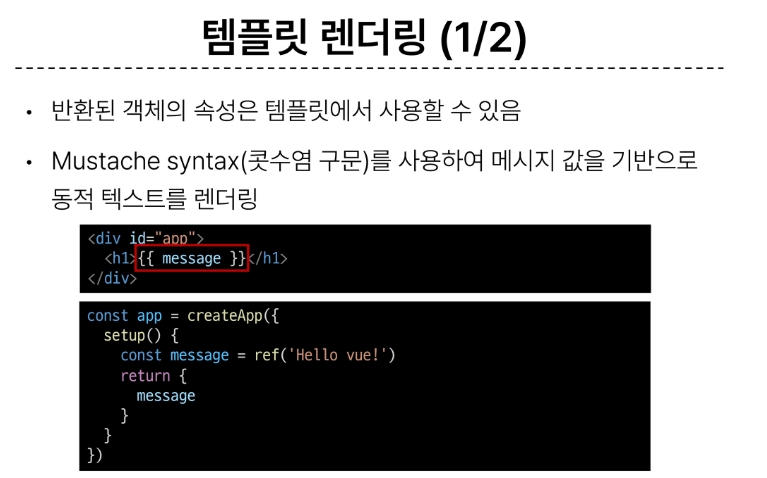 템플릿 렌더링 (1/2)
• 반환된 객체의 속성은 템플릿에서 사용할 수 있음
• Mustache syntax(콧수염 구문)를 사용하여 메시지 값을 기반으로
동적 텍스트를 렌더링
<div id="app">
  <h1>{{ message }}</h1>
</div>
const app = createApp({
  setup() {
    const message = ref('Hello vue!')
    return {
      message
    }
  }
})